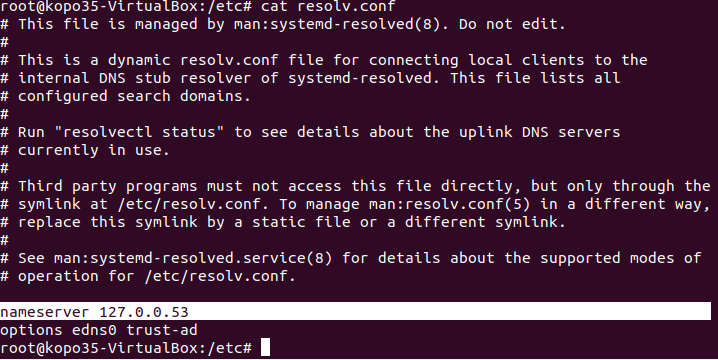 root@kopo35-VirtualBox:/etc# cat resolv.conf
# This file is managed by man:systemd-resolved(8). Do not edit.
#
# This is a dynamic resolv.conf file for connecting local clients to the
# internal DNS stub resolver of systemd-resolved. This file lists all
# configured search domains.
#
# Run "resolvectl status" to see details about the uplink DNS servers
# currently in use.
#
# Third party programs must not access this file directly, but only through the
# symlink at /etc/resolv.conf. To manage man:resolv.conf(5) in a different way,
# replace this symlink by a static file or a different symlink.
#
# See man:systemd-resolved.service(8) for details about the supported modes of
# operation for /etc/resolv.conf.
nameserver 127.0.0.53
options edns0 trust-ad
root@kopo35-VirtualBox:/etc#